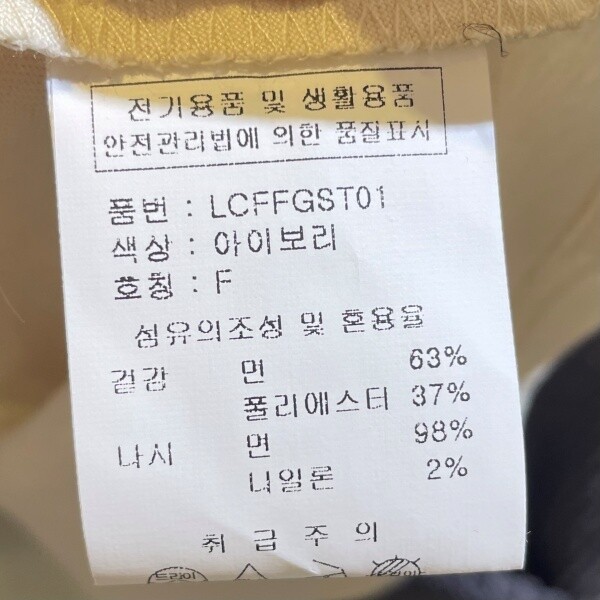 전기용품 및 생활용품
안전관리법에 의한 품질표시
품번 : LCFFGST01
색상 : 아이보리
호칭 : F
섬유의조성 및 혼용율
겉감 면 63%
폴리에스터 37%
나시 면 98%
나일론 2%
취 급 주 의
드라이